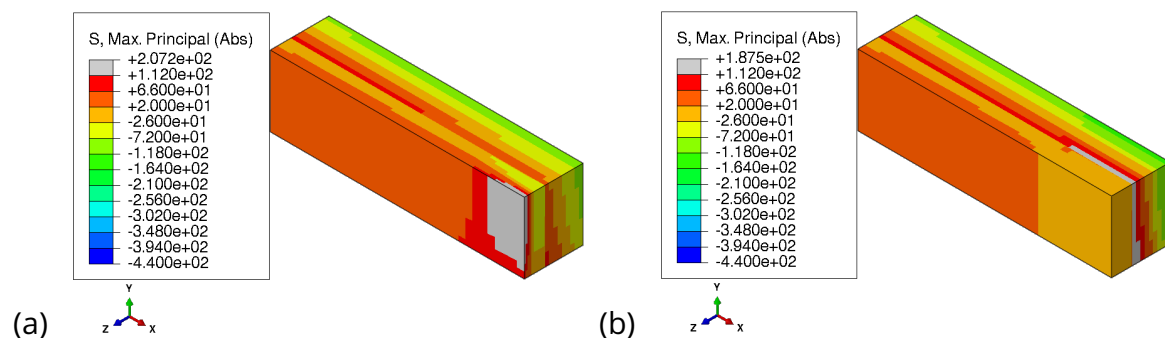 S, Max. Principal (Abs)
+2.072e+02
+1.120e+02
+6.600e+01
+2.000e+01
-2.600e+01
-7.200e+01
-1.180e+02
-1.640e+02
-2.100e+02
-2.560e+02
-3.020e+02
-3.480e+02
-3.940e+02
-4.400e+02
Y
Z X
(a)
S, Max. Principal (Abs)
+1.875e+02
+1.120e+02
+6.600e+01
+2.000e+01
-2.600e+01
-7.200e+01
-1.180e+02
-1.640e+02
-2.100e+02
-2.560e+02
-3.020e+02
-3.480e+02
-3.940e+02
-4.400e+02
Y
Z X
(b)